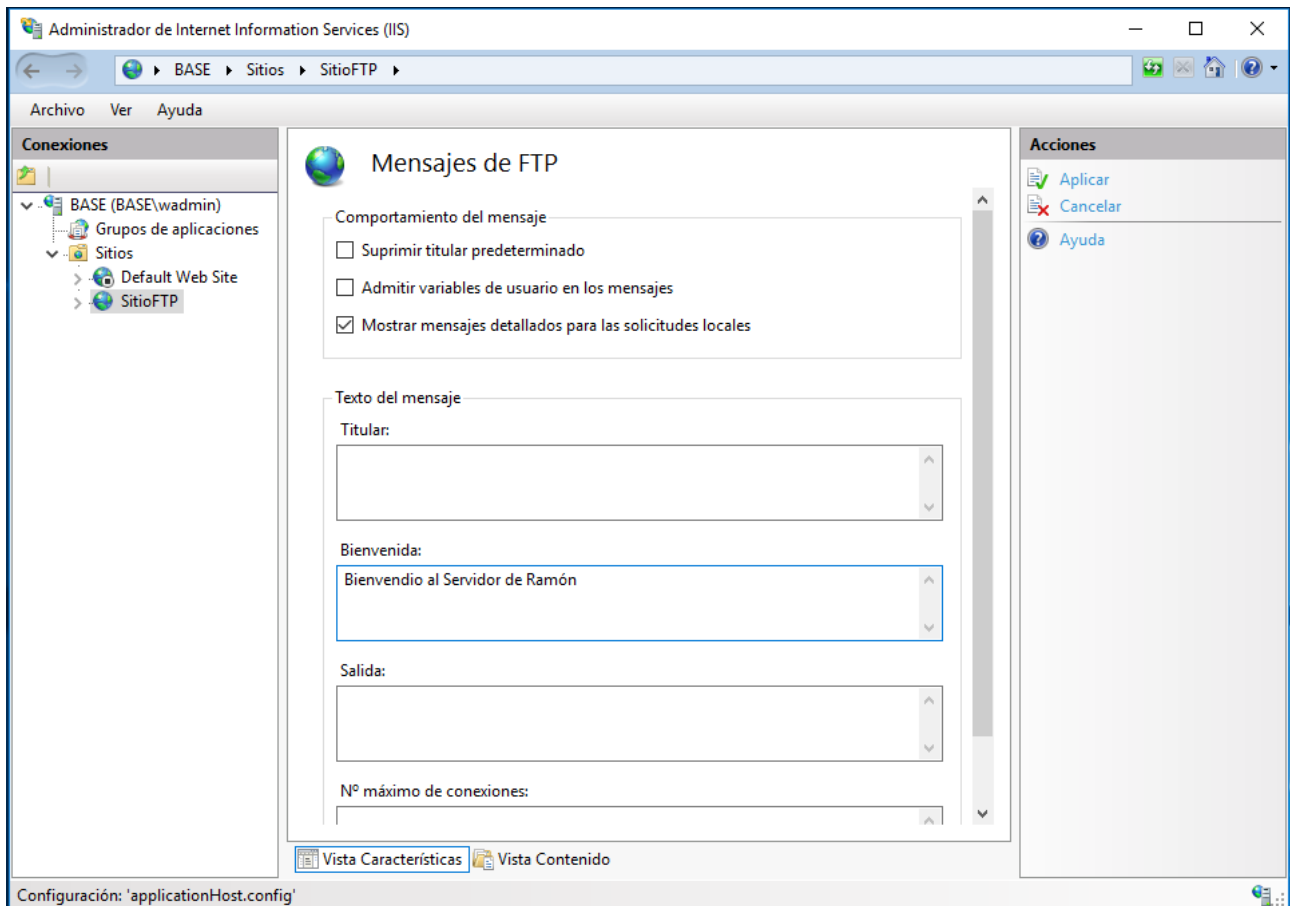 Administrador de Internet Information Services (IIS)
BASE Sitios SitioFTP
Archivo Ver Ayuda
Conexiones
BASE (BASE\wadmin)
Grupos de aplicaciones
Sitios
Default Web Site
SitioFTP
Mensajes de FTP
Comportamiento del mensaje
Suprimir titular predeterminado
Admitir variables de usuario en los mensajes
Mostrar mensajes detallados para las solicitudes locales
Texto del mensaje
Titular:
Bienvenida:
Bienvendio al Servidor de Ramón
Salida:
Nº máximo de conexiones:
Vista Características Vista Contenido
Acciones
Aplicar
Cancelar
Ayuda
Configuración: 'applicationHost.config'